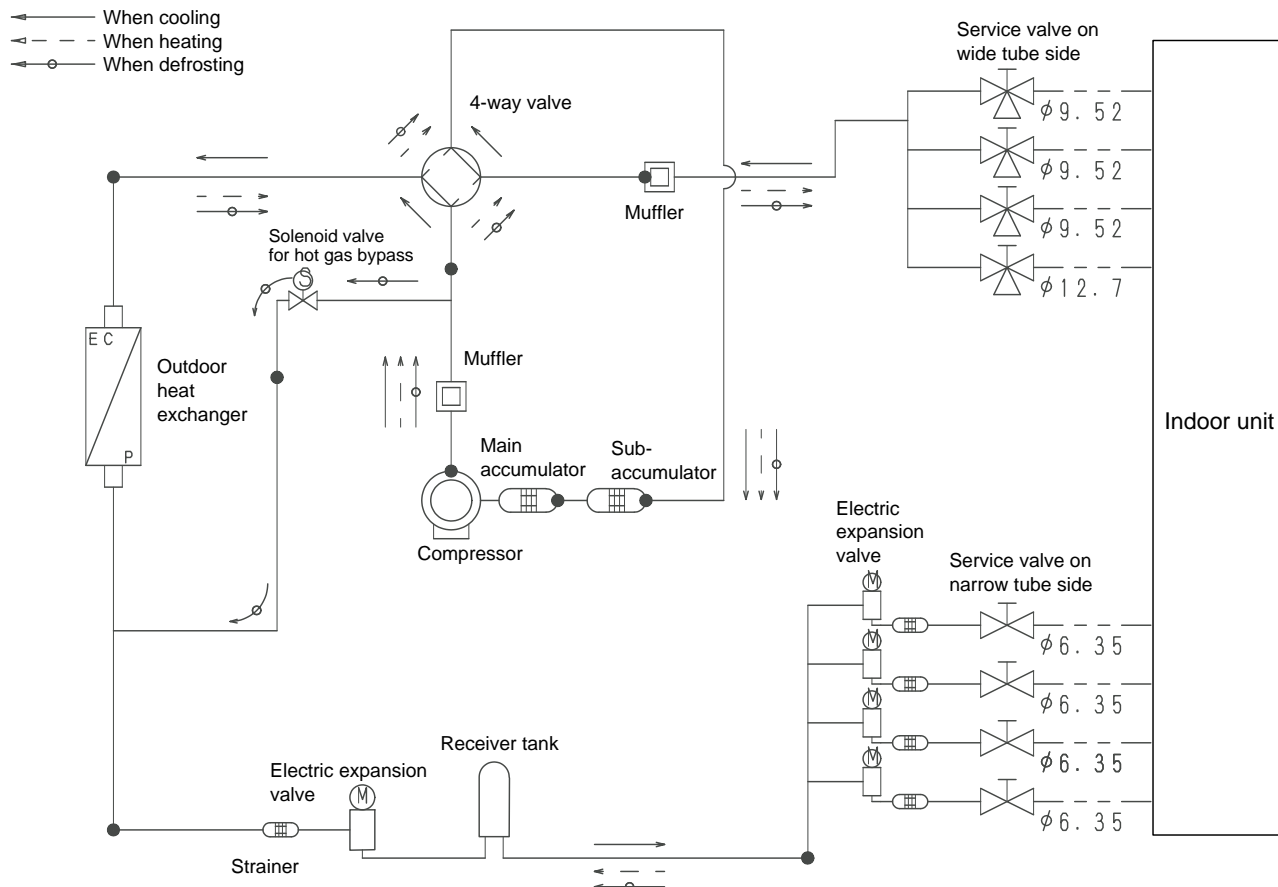 When cooling
When heating
When defrosting
4-way valve
Service valve on
wide tube side
ϕ9.52
ϕ9.52
ϕ9.52
ϕ12.7
Muffler
Solenoid valve
for hot gas bypass
E C
P
Outdoor
heat
exchanger
Muffler
Main
accumulator
Sub-
accumulator
Compressor
Indoor unit
Electric
expansion
valve
Service valve on
narrow tube side
M
ϕ6.35
M
ϕ6.35
M
ϕ6.35
M
ϕ6.35
Receiver tank
Electric expansion
valve
M
Strainer